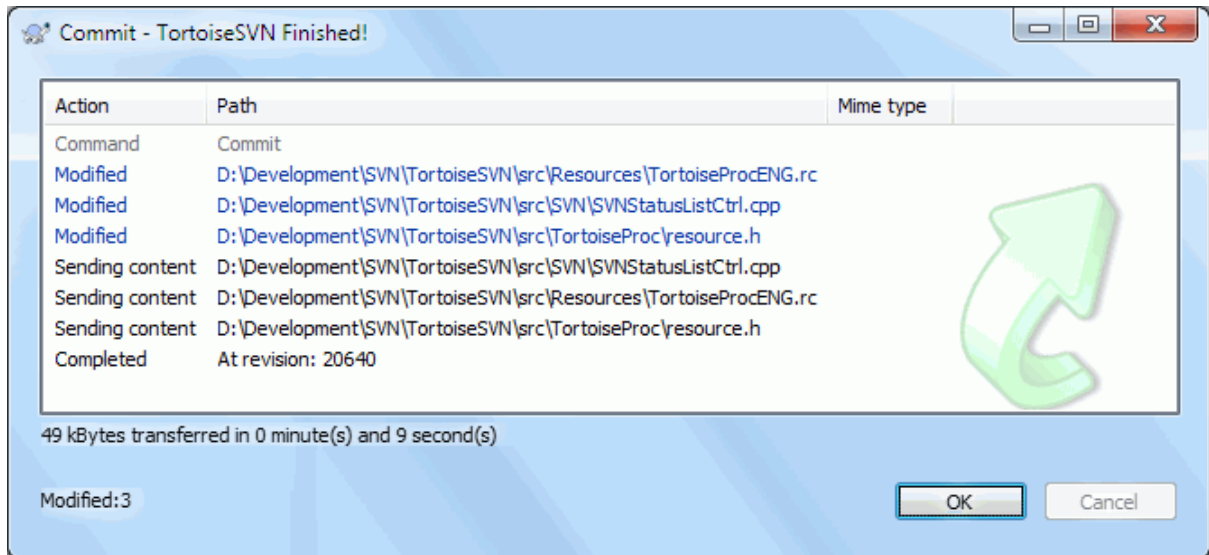 Commit - TortoiseSVN Finished!
Action Path Mime type
Command Commit
Modified D:\Development\SVN\TortoiseSVN\src\Resources\TortoiseProcENG.rc
Modified D:\Development\SVN\TortoiseSVN\src\SVN\SVNStatusListCtrl.cpp
Modified D:\Development\SVN\TortoiseSVN\src\TortoiseProc\resource.h
Sending content D:\Development\SVN\TortoiseSVN\src\SVN\SVNStatusListCtrl.cpp
Sending content D:\Development\SVN\TortoiseSVN\src\Resources\TortoiseProcENG.rc
Sending content D:\Development\SVN\TortoiseSVN\src\TortoiseProc\resource.h
Completed At revision: 20640
49 kBytes transferred in 0 minute(s) and 9 second(s)
Modified:3 OK Cancel